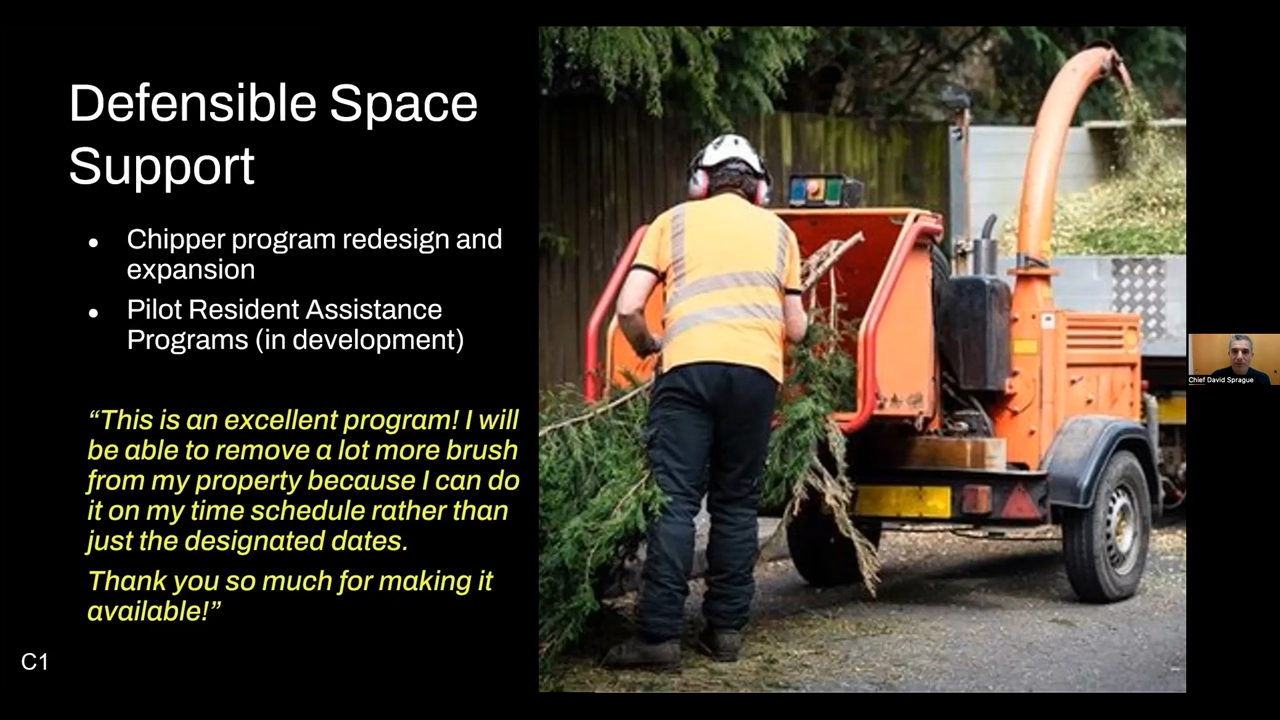 Defensible Space
Support
● Chipper program redesign and
expansion
● Pilot Resident Assistance
Programs (in development)
“This is an excellent program! I will
be able to remove a lot more brush
from my property because I can do
it on my time schedule rather than
just the designated dates.
Thank you so much for making it
available!”
C1
Chief David Sprague